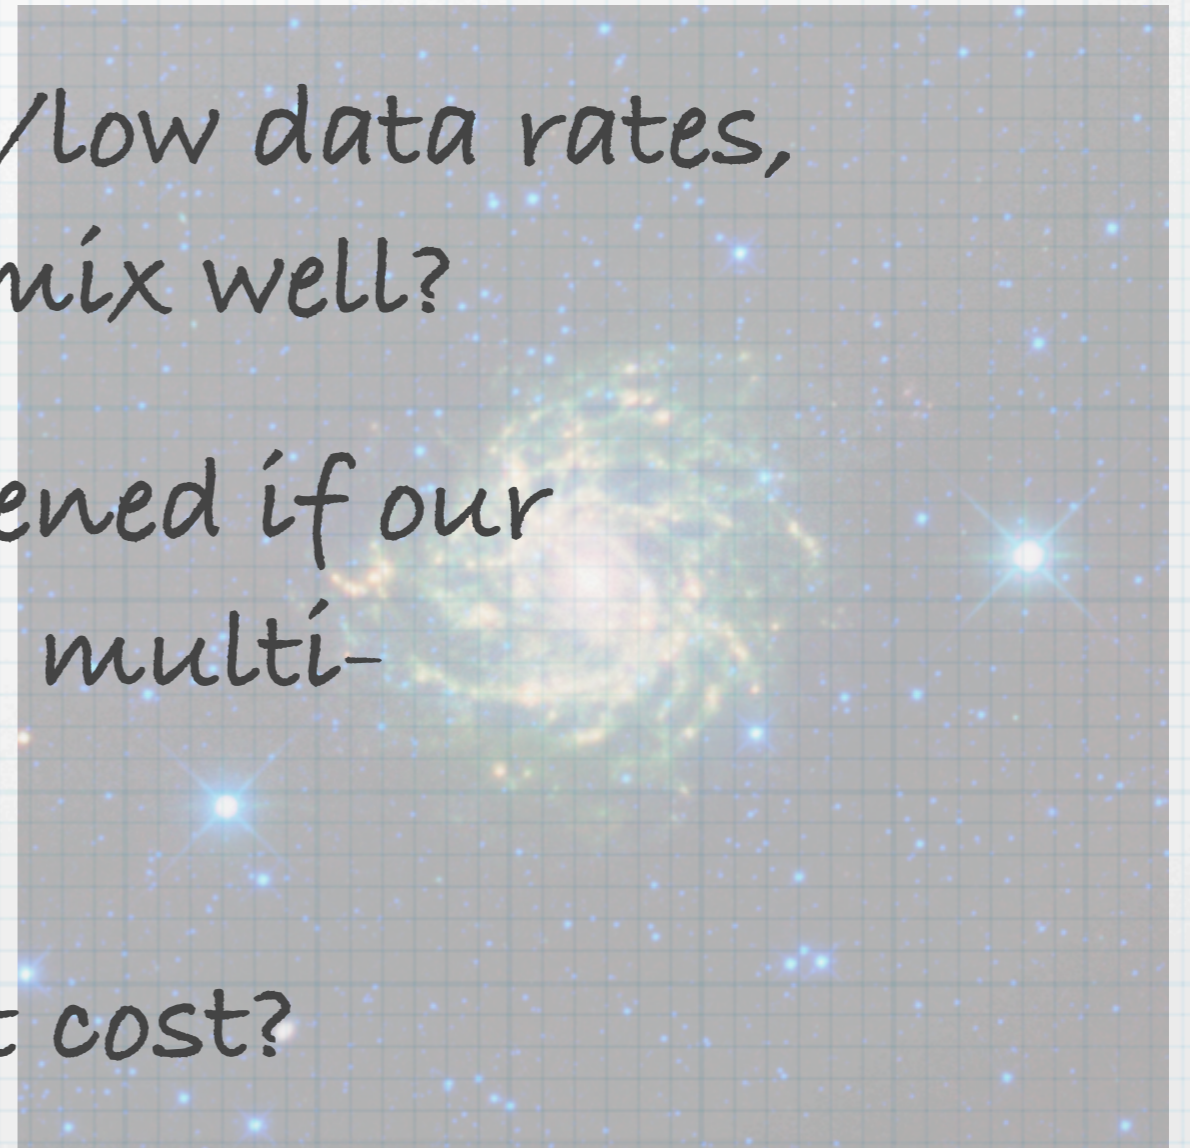 /low data rates,
mix well?
ened if our
multi-
t cost?